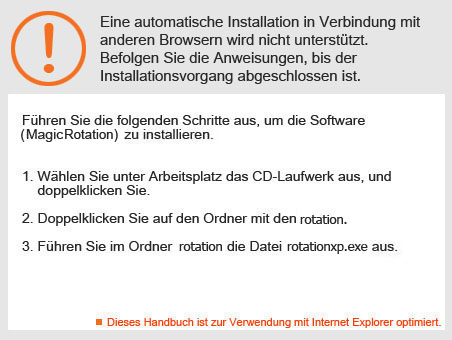 Eine automatische Installation in Verbindung mit
anderen Browsern wird nicht unterstützt.
Befolgen Sie die Anweisungen, bis der
Installationsvorgang abgeschlossen ist.
Führen Sie die folgenden Schritte aus, um die Software
(MagicRotation) zu installieren.
1. Wählen Sie unter Arbeitsplatz das CD-Laufwerk aus, und
doppelklicken Sie.
2. Doppelklicken Sie auf den Ordner mit den rotation.
3. Führen Sie im Ordner rotation die Datei rotationxp.exe aus.
Dieses Handbuch ist zur Verwendung mit Internet Explorer optimiert.